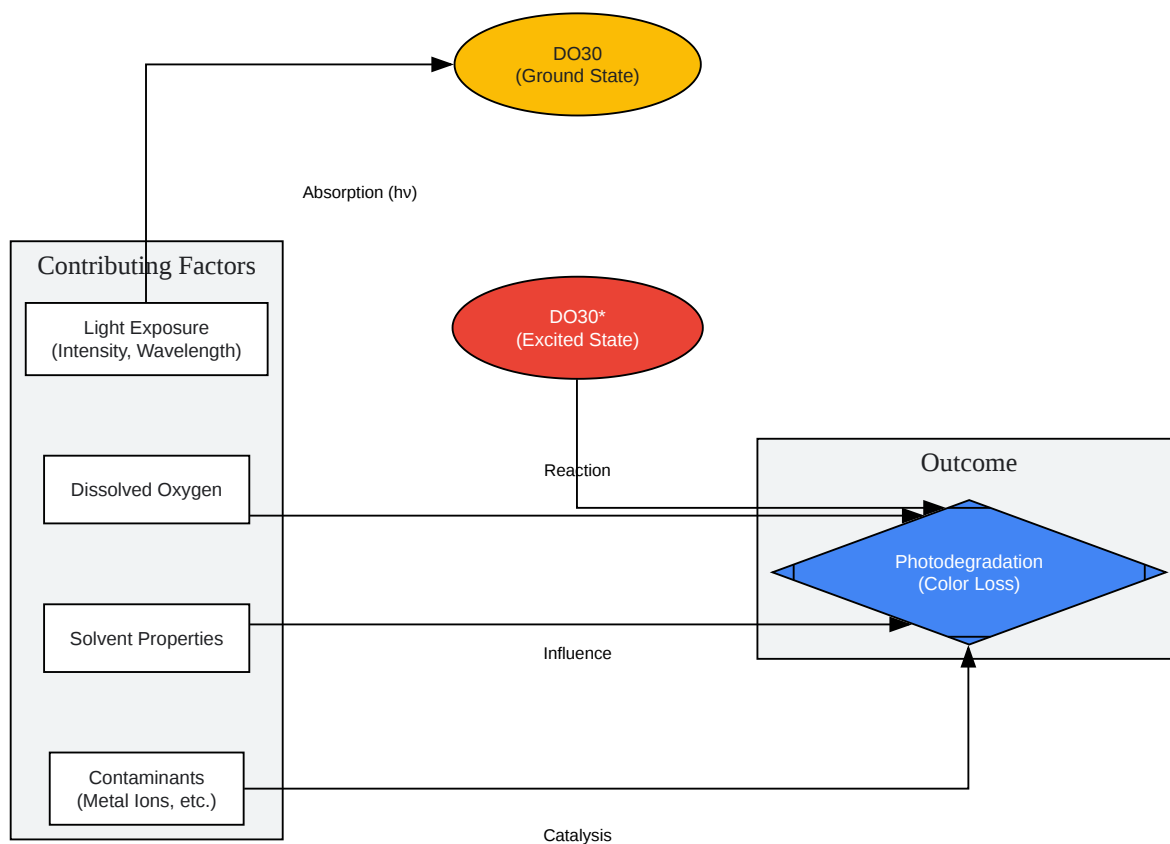 DO30
(Ground State)
Absorption (hν)
Contributing Factors
Light Exposure
(Intensity, Wavelength)
DO30*
(Excited State)
Dissolved Oxygen
Reaction
Outcome
Photodegradation
(Color Loss)
Solvent Properties
Influence
Contaminants
(Metal Ions, etc.)
Catalysis